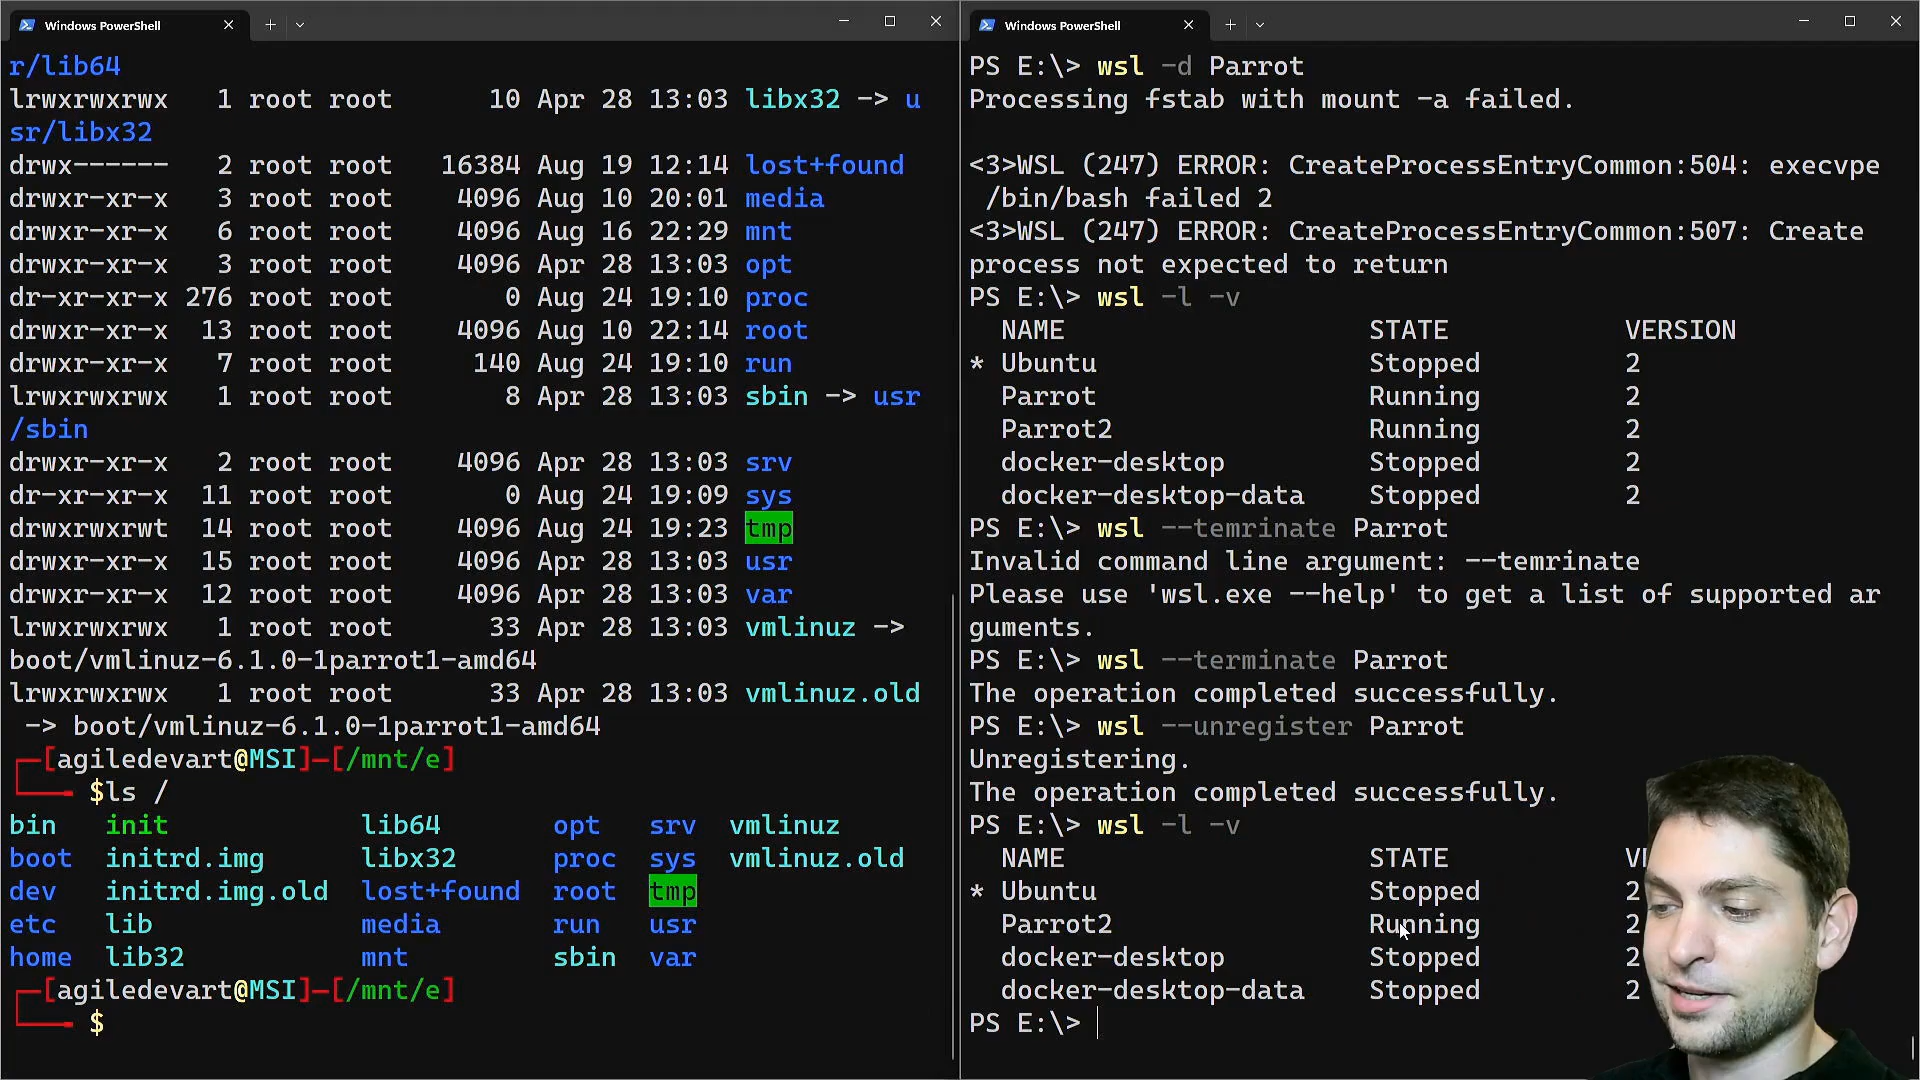 Windows PowerShell
r/lib64
lrwxrwxrwx   1 root root      10 Apr 28 13:03 libx32 -> u
sr/libx32
drwx------   2 root root   16384 Aug 19 12:14 lost+found
drwxr-xr-x   3 root root    4096 Aug 10 20:01 media
drwxr-xr-x   6 root root    4096 Aug 16 22:29 mnt
drwxr-xr-x   3 root root    4096 Apr 28 13:03 opt
dr-xr-xr-x 276 root root       0 Aug 24 19:10 proc
drwxr-xr-x  13 root root    4096 Aug 10 22:14 root
drwxr-xr-x   7 root root     140 Aug 24 19:10 run
lrwxrwxrwx   1 root root       8 Apr 28 13:03 sbin -> usr
/sbin
drwxr-xr-x   2 root root    4096 Apr 28 13:03 srv
dr-xr-xr-x  11 root root       0 Aug 24 19:09 sys
drwxrwxrwt  14 root root    4096 Aug 24 19:23 tmp
drwxr-xr-x  15 root root    4096 Apr 28 13:03 usr
drwxr-xr-x  12 root root    4096 Apr 28 13:03 var
lrwxrwxrwx   1 root root      33 Apr 28 13:03 vmlinuz ->
boot/vmlinuz-6.1.0-1parrot1-amd64
lrwxrwxrwx   1 root root      33 Apr 28 13:03 vmlinuz.old
-> boot/vmlinuz-6.1.0-1parrot1-amd64
[agiledevart@MSI]-[/mnt/e]
$ls /
bin   init            lib64       opt   srv  vmlinuz
boot  initrd.img      libx32      proc  sys  vmlinuz.old
dev   initrd.img.old  lost+found  root  tmp
etc   lib             media       run   usr
home  lib32           mnt         sbin  var
[agiledevart@MSI]-[/mnt/e]
$
Windows PowerShell
PS E:\> wsl -d Parrot
Processing fstab with mount -a failed.
<3>WSL (247) ERROR: CreateProcessEntryCommon:504: execvpe
/bin/bash failed 2
<3>WSL (247) ERROR: CreateProcessEntryCommon:507: Create
process not expected to return
PS E:\> wsl -l -v
NAME                   STATE           VERSION
* Ubuntu                 Stopped         2
Parrot                 Running         2
Parrot2                Running         2
docker-desktop         Stopped         2
docker-desktop-data    Stopped         2
PS E:\> wsl --temrinate Parrot
Invalid command line argument: --temrinate
Please use 'wsl.exe --help' to get a list of supported ar
guments.
PS E:\> wsl --terminate Parrot
The operation completed successfully.
PS E:\> wsl --unregister Parrot
Unregistering.
The operation completed successfully.
PS E:\> wsl -l -v
NAME                   STATE
* Ubuntu                 Stopped         2
Parrot2                Running         2
docker-desktop         Stopped         2
docker-desktop-data    Stopped         2
PS E:\>